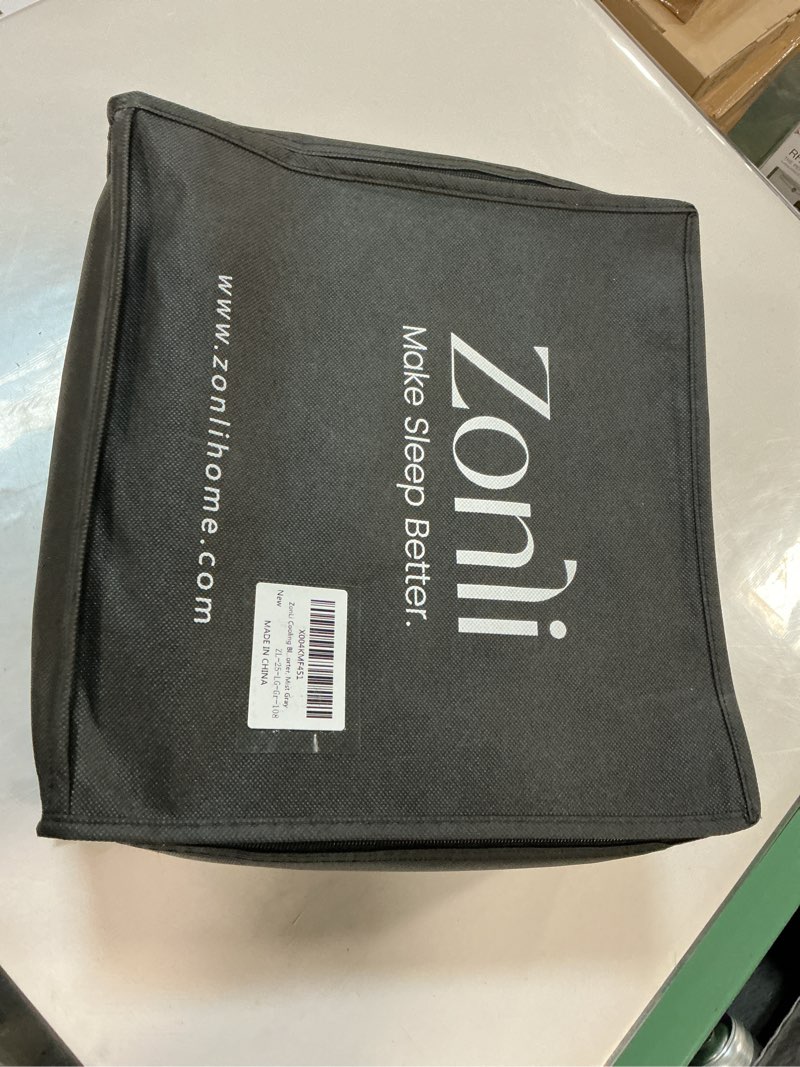 Zonli
Make Sleep Better.
www.zonlihome.com
X004KMF451
ZonLi Cooling Bl...orter, Mist Gray
New
ZL-25-LG-Gr-108
MADE IN CHINA